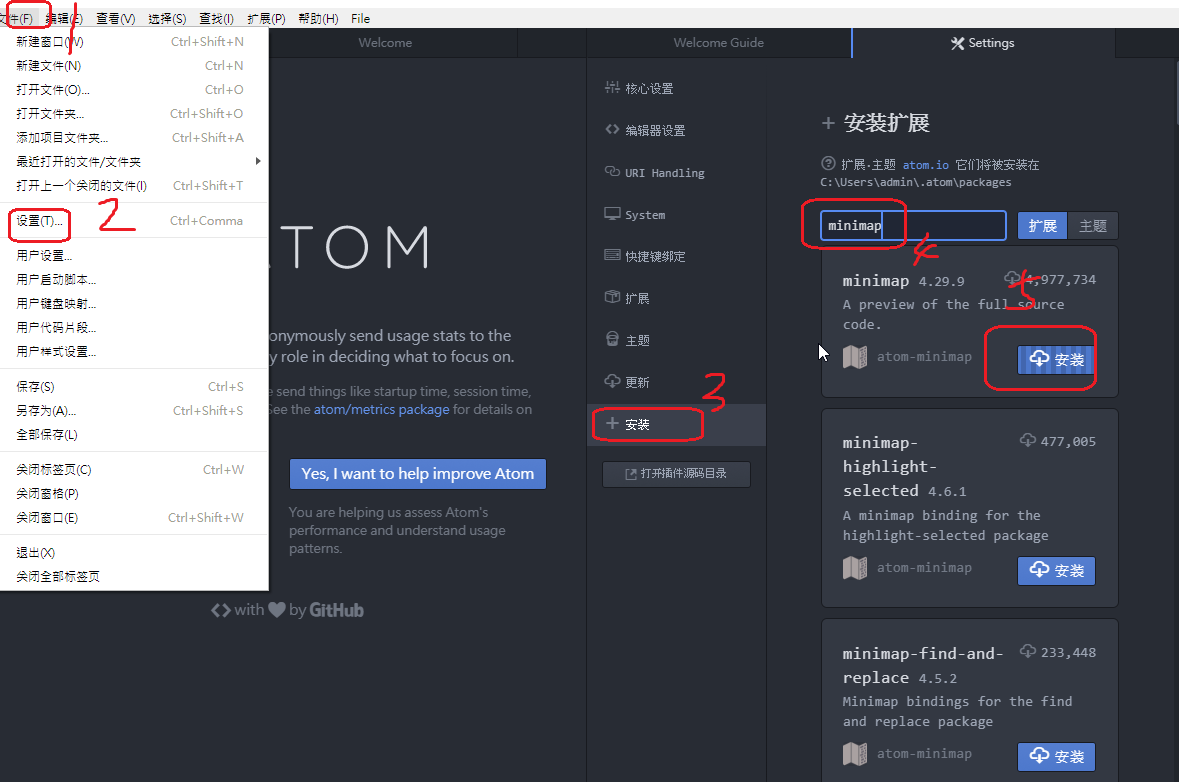 文件(F) 编辑(E) 查看(V) 选择(S) 查找(I) 扩展(P) 帮助(H) File
1
新建窗口(W) Ctrl+Shift+N
新建文件(N) Ctrl+N
打开文件(O)... Ctrl+O
打开文件夹... Ctrl+Shift+O
添加项目文件夹... Ctrl+Shift+A
最近打开的文件/文件夹
打开上一个关闭的文件(I) Ctrl+Shift+T
设置(T)... Ctrl+Comma
2
用户设置...
用户启动脚本...
用户键盘映射...
用户代码片段...
用户样式设置...
保存(S) Ctrl+S
另存为(A)... Ctrl+Shift+S
全部保存(L)
关闭标签页(C) Ctrl+W
关闭窗格(P)
关闭窗口(E) Ctrl+Shift+W
退出(X)
关闭全部标签页
Welcome
TOM
onymously send usage stats to the
y role in deciding what to focus on.
e send things like startup time, session time,
See the atom/metrics package for details on
Yes, I want to help improve Atom
You are helping us assess Atom's
performance and understand usage
patterns.
with by GitHub
Welcome Guide
Settings
核心设置
编辑器设置
URI Handling
System
快捷键绑定
扩展
主题
更新
安装
3
打开插件源码目录
安装扩展
扩展·主题 atom.io 它们将被安装在
C:\Users\admin\.atom\packages
minimap 扩展 主题
4
minimap 4.29.9 4,977,734
5
A preview of the full source
code.
atom-minimap 安装
minimap- 477,005
highlight-
selected 4.6.1
A minimap binding for the
highlight-selected package
atom-minimap 安装
minimap-find-and- 233,448
replace 4.5.2
Minimap bindings for the find
and replace package
atom-minimap 安装